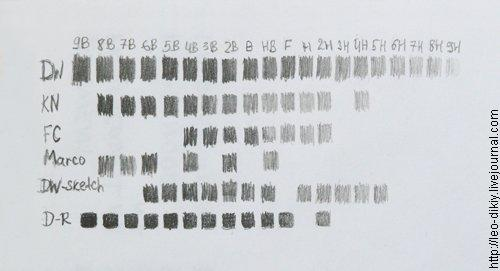 9B 8B 7B 6B 5B 4B 3B 2B B HB F H 2H 3H 4H 5H 6H 7H 8H 9H
DW
KN
FC
Marco
DW-sketch
D-R
http://leo-dikiy.livejournal.com/